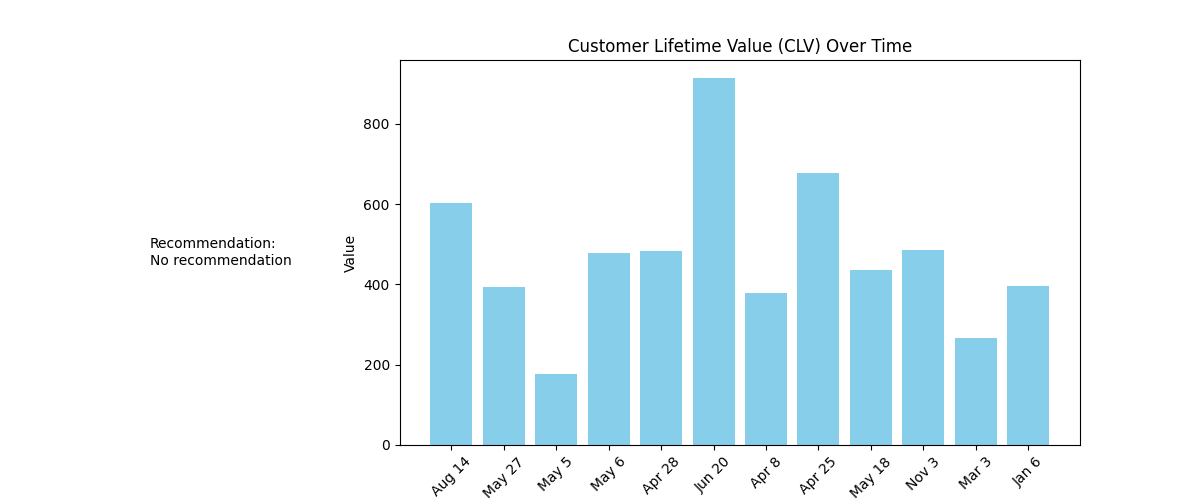 Customer Lifetime Value (CLV) Over Time
Recommendation:
No recommendation
Value
800
600
400
200
0
Aug 14
May 27
May 5
May 6
Apr 28
Jun 20
Apr 8
Apr 25
May 18
Nov 3
Mar 3
Jan 6